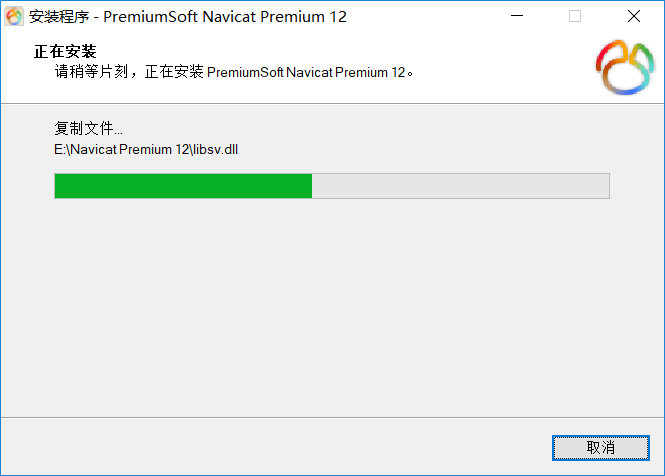 安装程序 - PremiumSoft Navicat Premium 12
正在安装
请稍等片刻，正在安装 PremiumSoft Navicat Premium 12。
复制文件...
E:\Navicat Premium 12\libsv.dll
取消